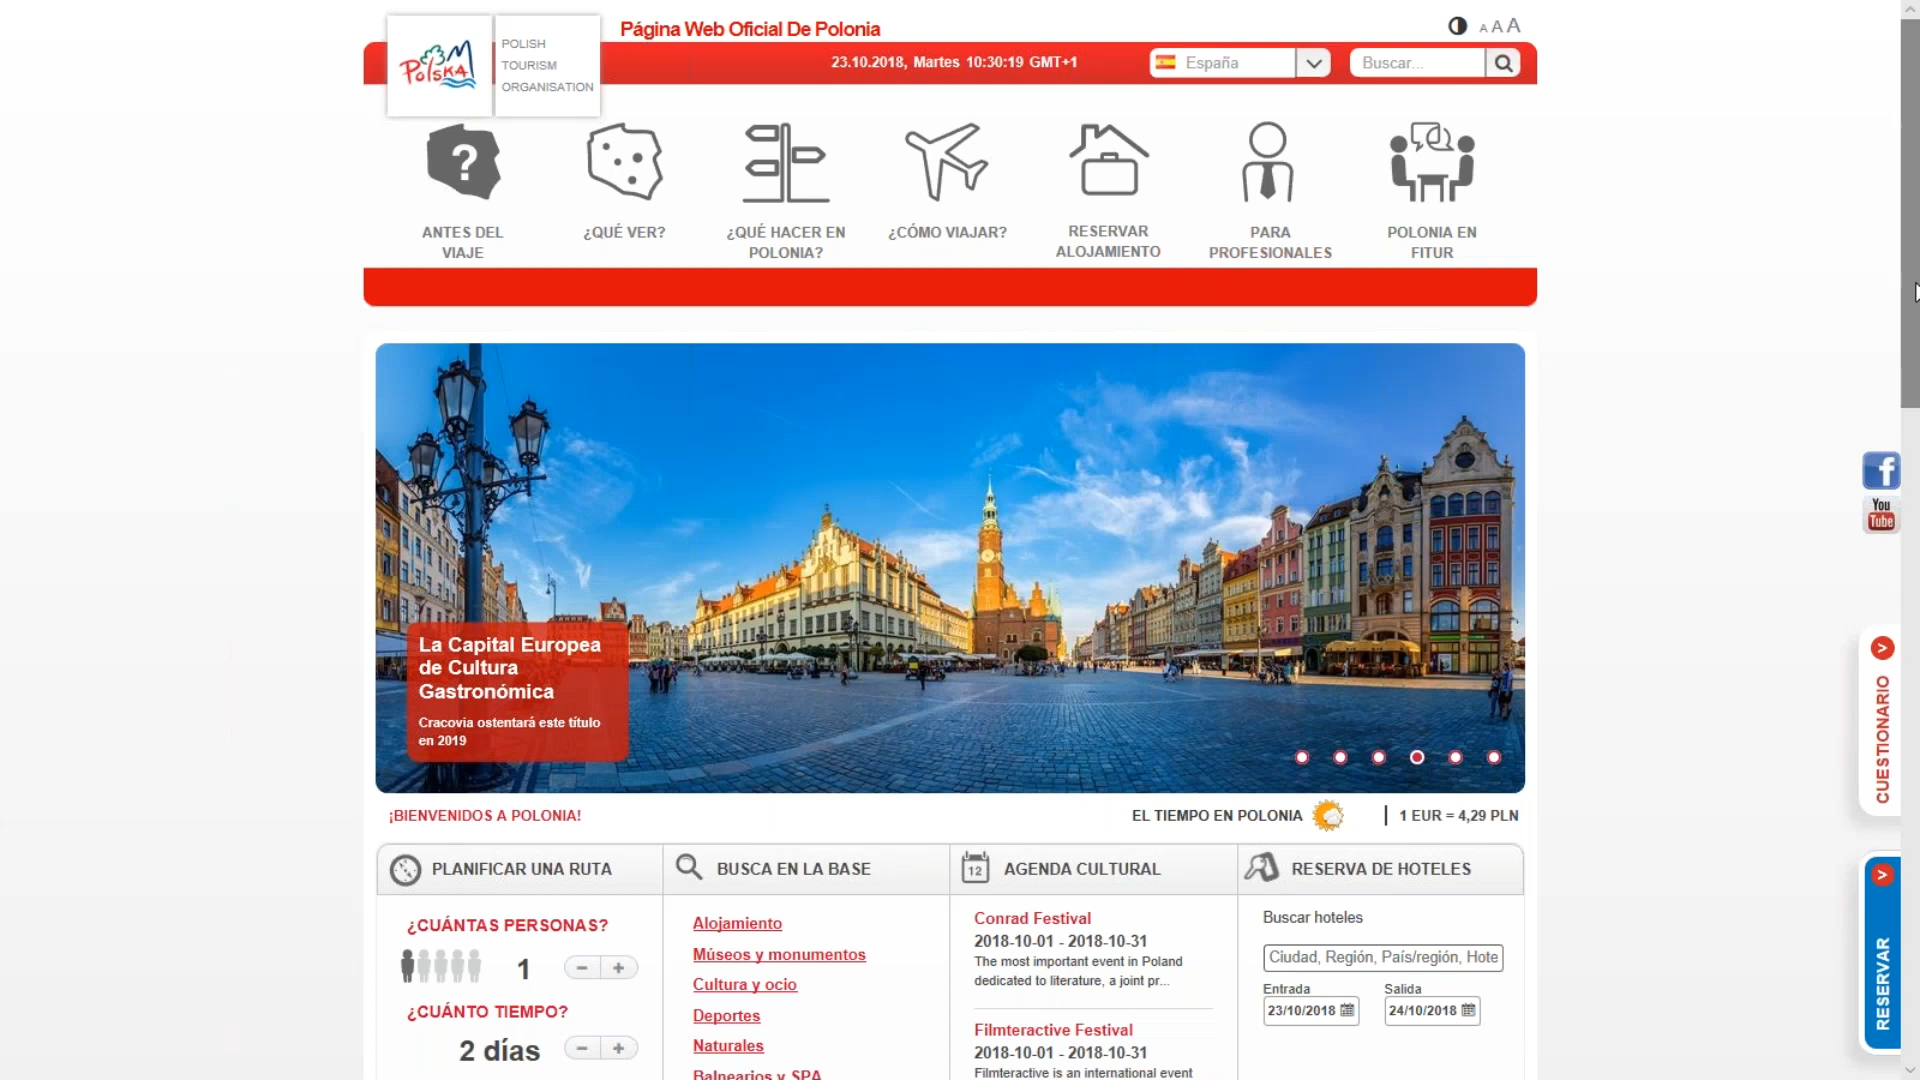 Página Web Oficial De Polonia
A A A
PolskA
POLISH
TOURISM
ORGANISATION
23.10.2018, Martes 10:30:19 GMT+1
España
Buscar...
?
ANTES DEL
VIAJE
¿QUÉ VER?
¿QUÉ HACER EN
POLONIA?
¿CÓMO VIAJAR?
RESERVAR
ALOJAMIENTO
PARA
PROFESIONALES
POLONIA EN
FITUR
La Capital Europea
de Cultura
Gastronómica
Cracovia ostentará este título
en 2019
f
You
Tube
CUESTIONARIO
RESERVAR
¡BIENVENIDOS A POLONIA!
EL TIEMPO EN POLONIA
1 EUR = 4,29 PLN
PLANIFICAR UNA RUTA
¿CUÁNTAS PERSONAS?
1
− +
¿CUÁNTO TIEMPO?
2 días
− +
BUSCA EN LA BASE
Alojamiento
Múseos y monumentos
Cultura y ocio
Deportes
Naturales
Balnearios y SPA
12
AGENDA CULTURAL
Conrad Festival
2018-10-01 - 2018-10-31
The most important event in Poland
dedicated to literature, a joint pr...
Filmteractive Festival
2018-10-01 - 2018-10-31
Filmteractive is an international event
RESERVA DE HOTELES
Buscar hoteles
Ciudad, Región, País/región, Hote
Entrada
Salida
23/10/2018
24/10/2018